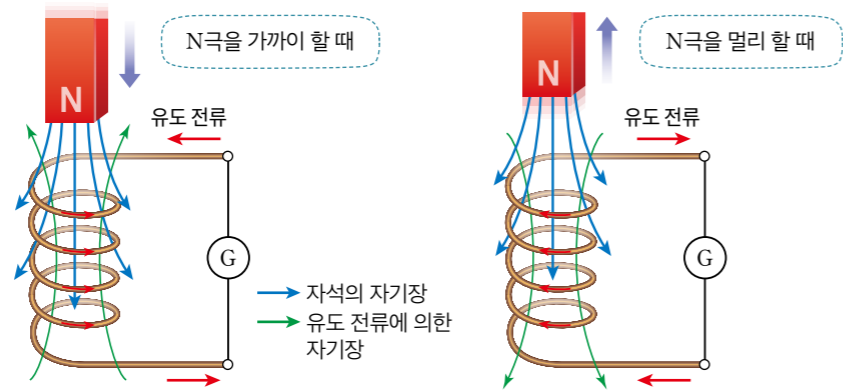 N극을 가까이 할 때
N
유도 전류
G
자석의 자기장
유도 전류에 의한
자기장
N극을 멀리 할 때
N
유도 전류
G